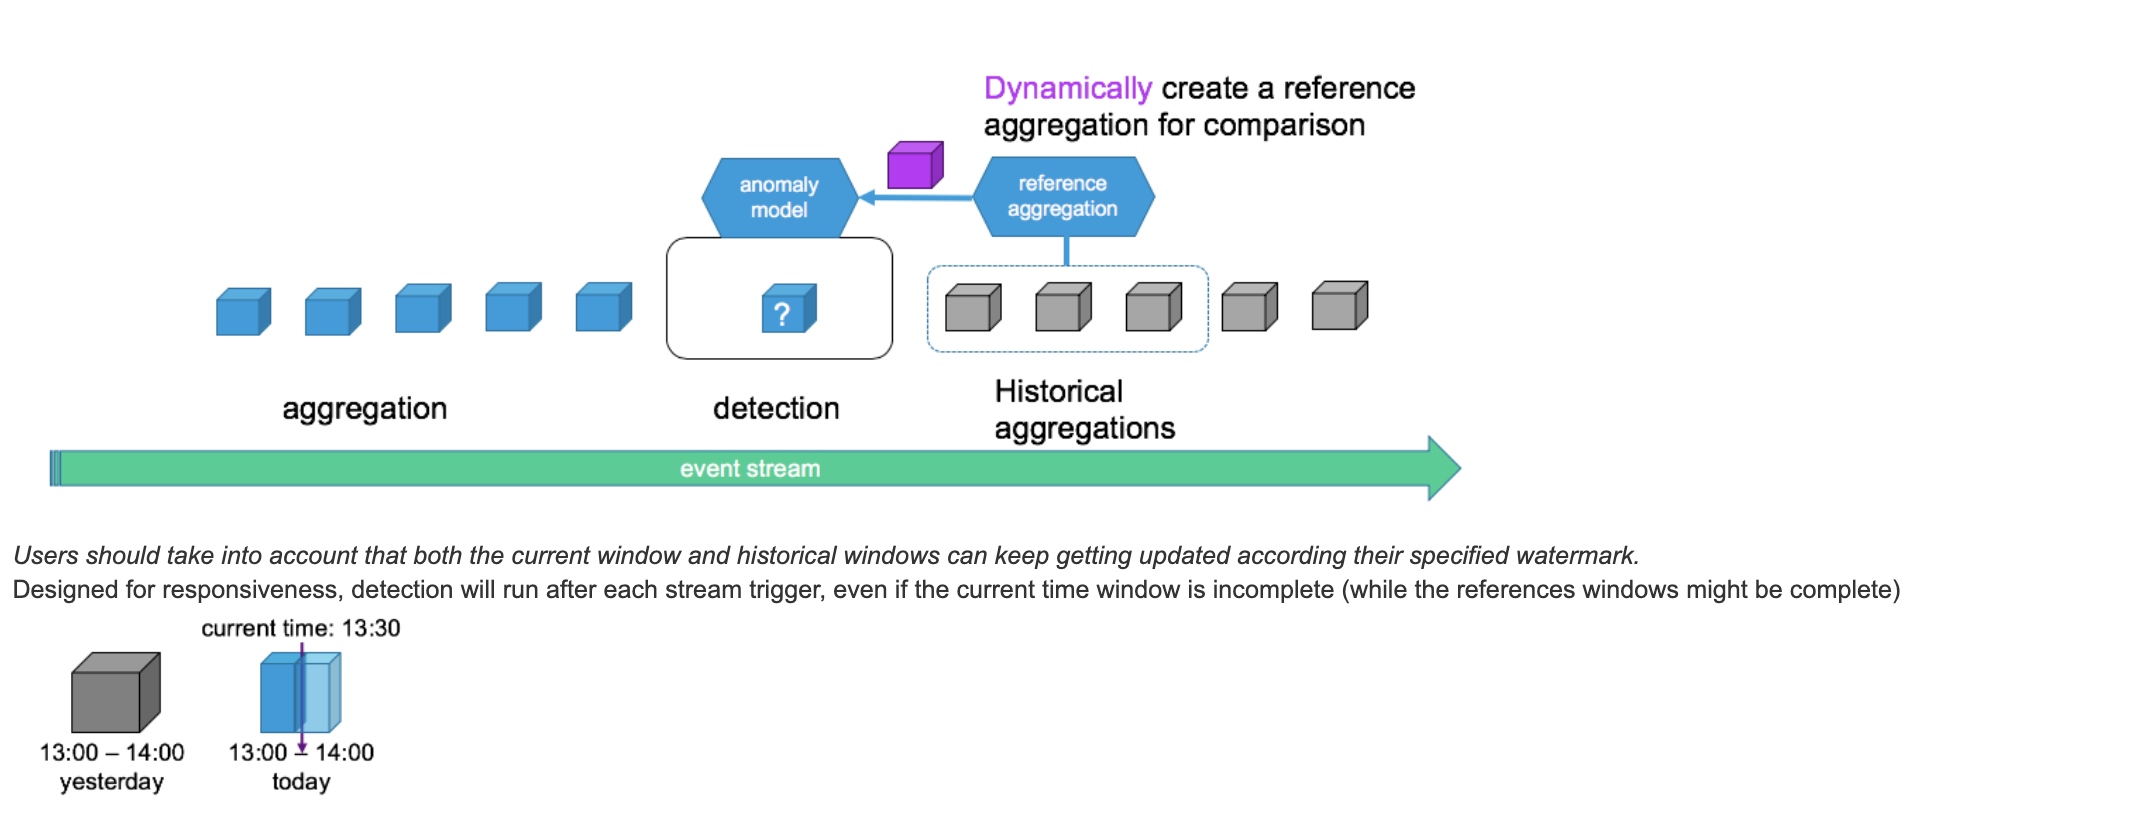 Dynamically create a reference
aggregation for comparison
anomaly
model
reference
aggregation
?
aggregation
detection
Historical
aggregations
event stream
Users should take into account that both the current window and historical windows can keep getting updated according their specified watermark.
Designed for responsiveness, detection will run after each stream trigger, even if the current time window is incomplete (while the references windows might be complete)
current time: 13:30
13:00 – 14:00
yesterday
13:00 – 14:00
today